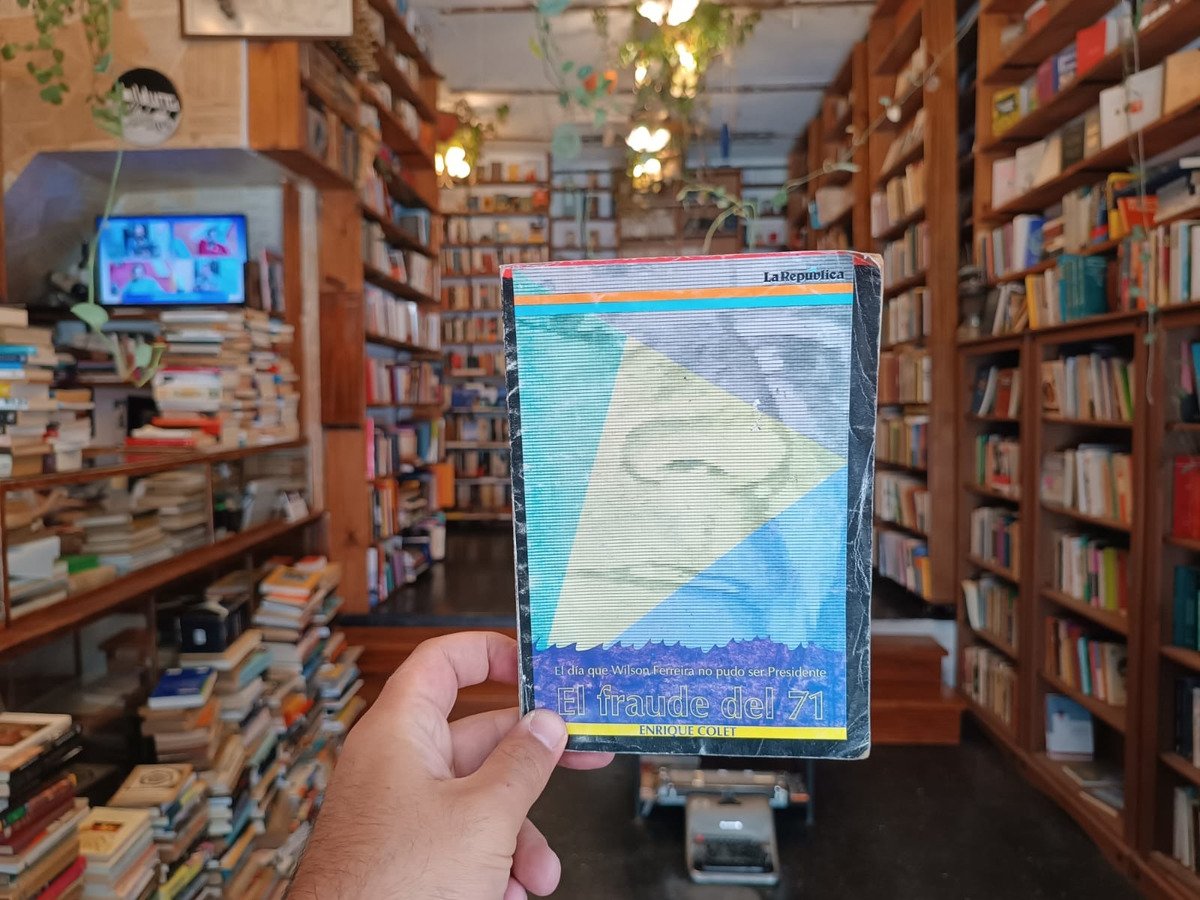 La República
El día que Wilson Ferreira no pudo ser Presidente
El fraude del 71
ENRIQUE COLET